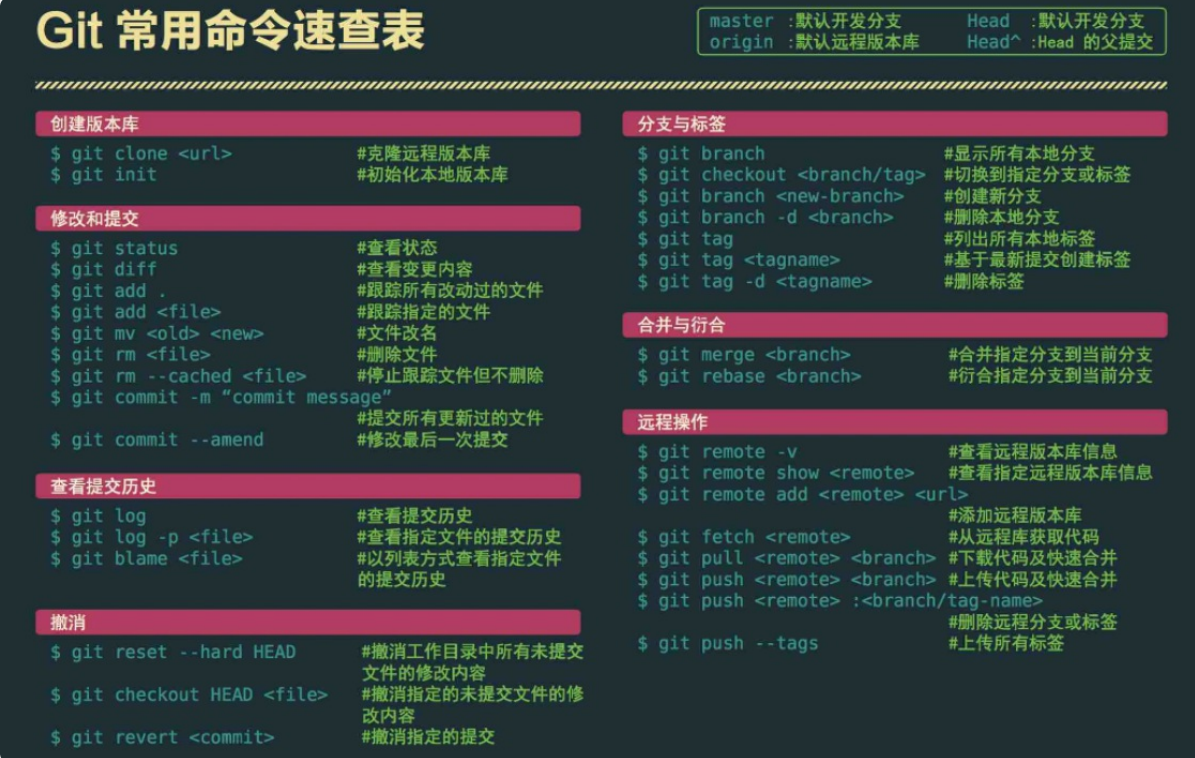 Git 常用命令速查表
master :默认开发分支 Head :默认开发分支
origin :默认远程版本库 Head^ :Head 的父提交
创建版本库
$ git clone <url> #克隆远程版本库
$ git init #初始化本地版本库
修改和提交
$ git status #查看状态
$ git diff #查看变更内容
$ git add . #跟踪所有改动过的文件
$ git add <file> #跟踪指定的文件
$ git mv <old> <new> #文件改名
$ git rm <file> #删除文件
$ git rm --cached <file> #停止跟踪文件但不删除
$ git commit -m “commit message”
#提交所有更新过的文件
$ git commit --amend #修改最后一次提交
查看提交历史
$ git log #查看提交历史
$ git log -p <file> #查看指定文件的提交历史
$ git blame <file> #以列表方式查看指定文件
的提交历史
撤消
$ git reset --hard HEAD #撤消工作目录中所有未提交
文件的修改内容
$ git checkout HEAD <file> #撤消指定的未提交文件的修
改内容
$ git revert <commit> #撤消指定的提交
分支与标签
$ git branch #显示所有本地分支
$ git checkout <branch/tag> #切换到指定分支或标签
$ git branch <new-branch> #创建新分支
$ git branch -d <branch> #删除本地分支
$ git tag #列出所有本地标签
$ git tag <tagname> #基于最新提交创建标签
$ git tag -d <tagname> #删除标签
合并与衍合
$ git merge <branch> #合并指定分支到当前分支
$ git rebase <branch> #衍合指定分支到当前分支
远程操作
$ git remote -v #查看远程版本库信息
$ git remote show <remote> #查看指定远程版本库信息
$ git remote add <remote> <url>
#添加远程版本库
$ git fetch <remote> #从远程库获取代码
$ git pull <remote> <branch> #下载代码及快速合并
$ git push <remote> <branch> #上传代码及快速合并
$ git push <remote> :<branch/tag-name>
#删除远程分支或标签
$ git push --tags #上传所有标签